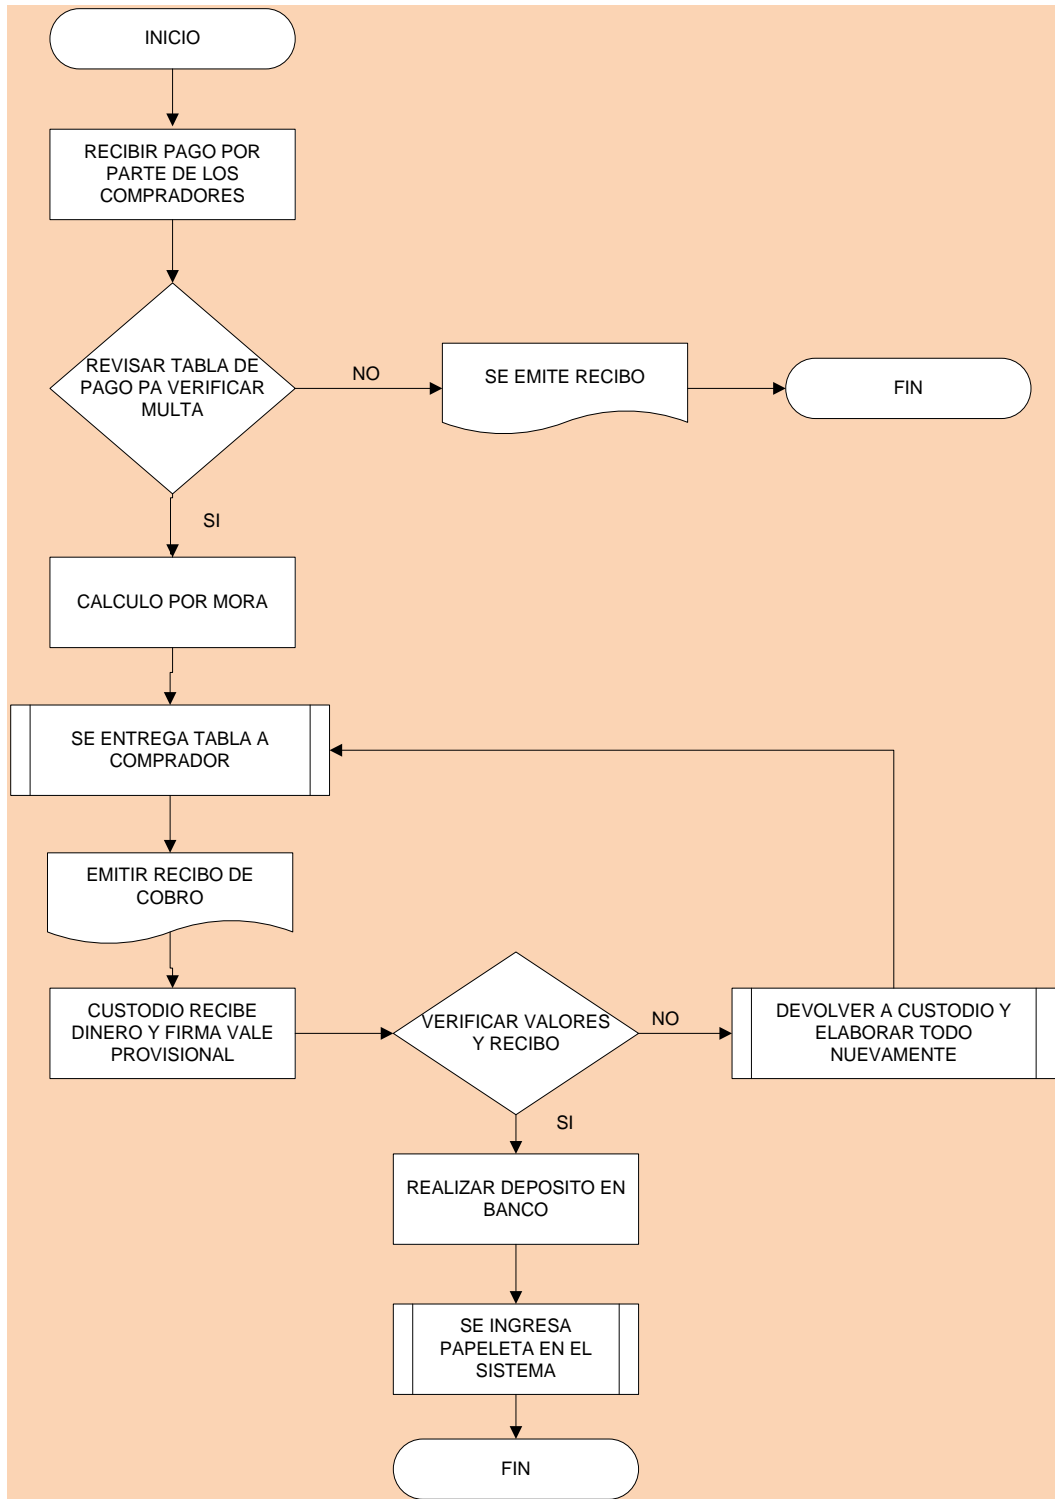 INICIO
RECIBIR PAGO POR
PARTE DE LOS
COMPRADORES
REVISAR TABLA DE
PAGO PA VERIFICAR
MULTA
NO
SE EMITE RECIBO
FIN
SI
CALCULO POR MORA
SE ENTREGA TABLA A
COMPRADOR
EMITIR RECIBO DE
COBRO
CUSTODIO RECIBE
DINERO Y FIRMA VALE
PROVISIONAL
VERIFICAR VALORES
Y RECIBO
NO
DEVOLVER A CUSTODIO Y
ELABORAR TODO
NUEVAMENTE
SI
REALIZAR DEPOSITO EN
BANCO
SE INGRESA
PAPELETA EN EL
SISTEMA
FIN